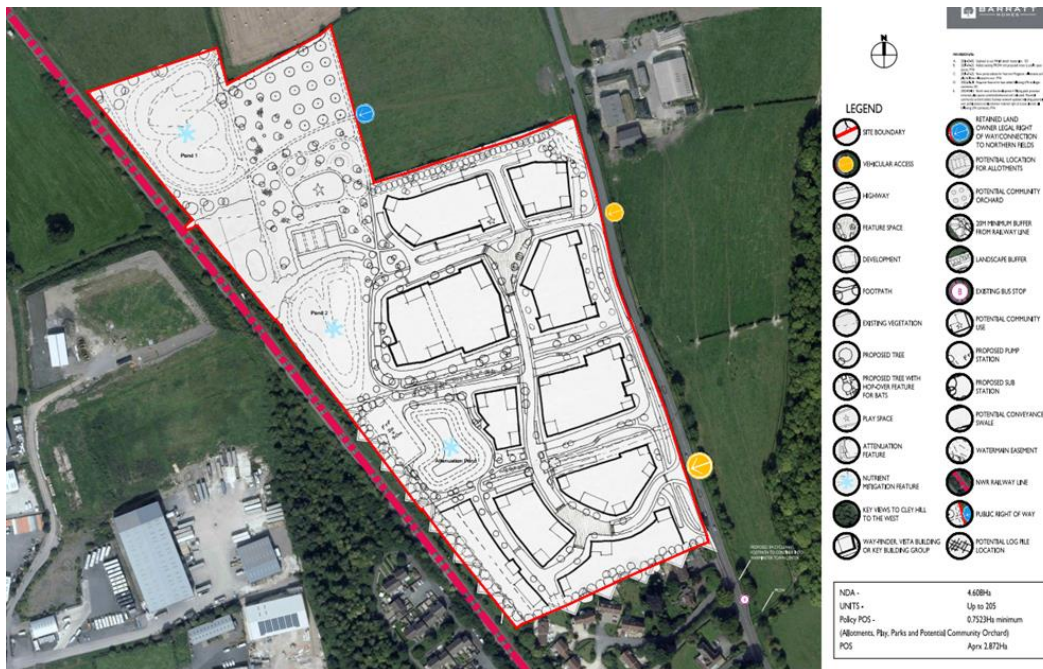 BARRATT
HOMES
N
LEGEND
SITE BOUNDARY
VEHICULAR ACCESS
HIGHWAY
FEATURE SPACE
DEVELOPMENT
FOOTPATH
EXISTING VEGETATION
PROPOSED TREE
PROPOSED TREE WITH
HOP-OVER FEATURE
FOR BATS
PLAY SPACE
ATTENUATION
FEATURE
NUTRIENT
MITIGATION FEATURE
KEY VIEWS TO CLEY HILL
TO THE WEST
WAY-FINDER, VISTA BUILDING
OR KEY BUILDING GROUP
RETAINED LAND
OWNER LEGAL RIGHT
OF WAY/CONNECTION
TO NORTHERN FIELDS
POTENTIAL LOCATION
FOR ALLOTMENTS
POTENTIAL COMMUNITY
ORCHARD
20M MINIMUM BUFFER
FROM RAILWAY LINE
LANDSCAPE BUFFER
EXISTING BUS STOP
POTENTIAL COMMUNITY
USE
PROPOSED PUMP
STATION
PROPOSED SUB
STATION
POTENTIAL CONVEYANCE
SWALE
WATERMAIN EASEMENT
NWR RAILWAY LINE
PUBLIC RIGHT OF WAY
POTENTIAL LOG-PILE
LOCATION
NDA - 4.608Ha
UNITS - Up to 205
Policy POS - 0.7523Ha minimum
(Allotments, Play, Parks and Potential Community Orchard)
POS Aprx 2.872Ha
Pond 1
Pond 2
Attenuation Pond